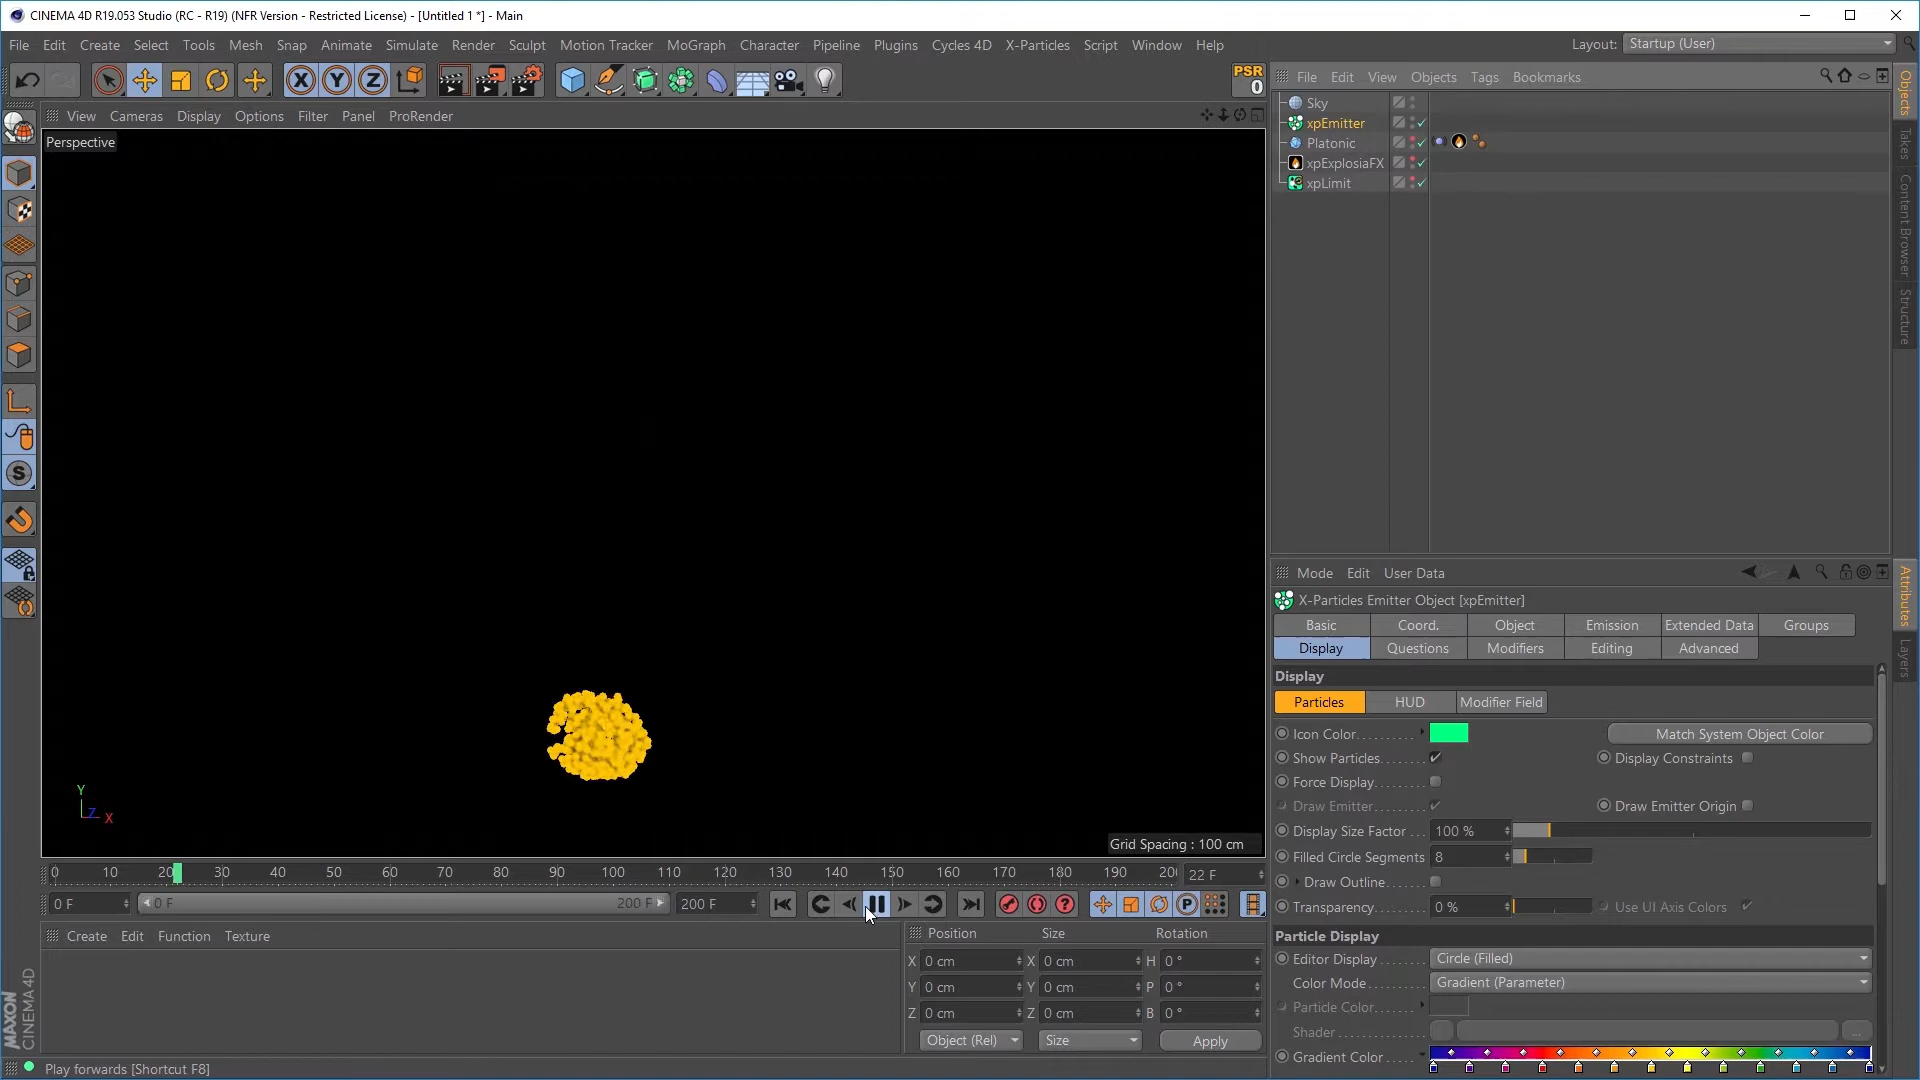 CINEMA 4D R19.053 Studio (RC - R19) (NFR Version - Restricted License) - [Untitled 1 *] - Main
File Edit Create Select Tools Mesh Snap Animate Simulate Render Sculpt Motion Tracker MoGraph Character Pipeline Plugins Cycles 4D X-Particles Script Window Help
Layout: Startup (User)
X Y Z
PSR
0
File Edit View Objects Tags Bookmarks
View Cameras Display Options Filter Panel ProRender
Perspective
Sky
xpEmitter
Platonic
xpExplosiaFX
xpLimit
Objects
Takes
Content Browser
Structure
Mode Edit User Data
X-Particles Emitter Object [xpEmitter]
Basic Coord. Object Emission Extended Data Groups
Display Questions Modifiers Editing Advanced
Attributes
Layers
Display
Particles HUD Modifier Field
Icon Color Match System Object Color
Show Particles Display Constraints
Force Display
Draw Emitter Draw Emitter Origin
Display Size Factor 100 %
Filled Circle Segments 8
Draw Outline
Transparency 0 % Use UI Axis Colors
Particle Display
Editor Display Circle (Filled)
Color Mode Gradient (Parameter)
Particle Color
Shader ...
Gradient Color
Y
Z X
Grid Spacing : 100 cm
0 10 20 30 40 50 60 70 80 90 100 110 120 130 140 150 160 170 180 190 20 22 F
0 F 0 F 200 F 200 F
P
Create Edit Function Texture
Position Size Rotation
X 0 cm X 0 cm H 0 °
Y 0 cm Y 0 cm P 0 °
Z 0 cm Z 0 cm B 0 °
Object (Rel) Size Apply
MAXON
CINEMA 4D
Play forwards [Shortcut F8]